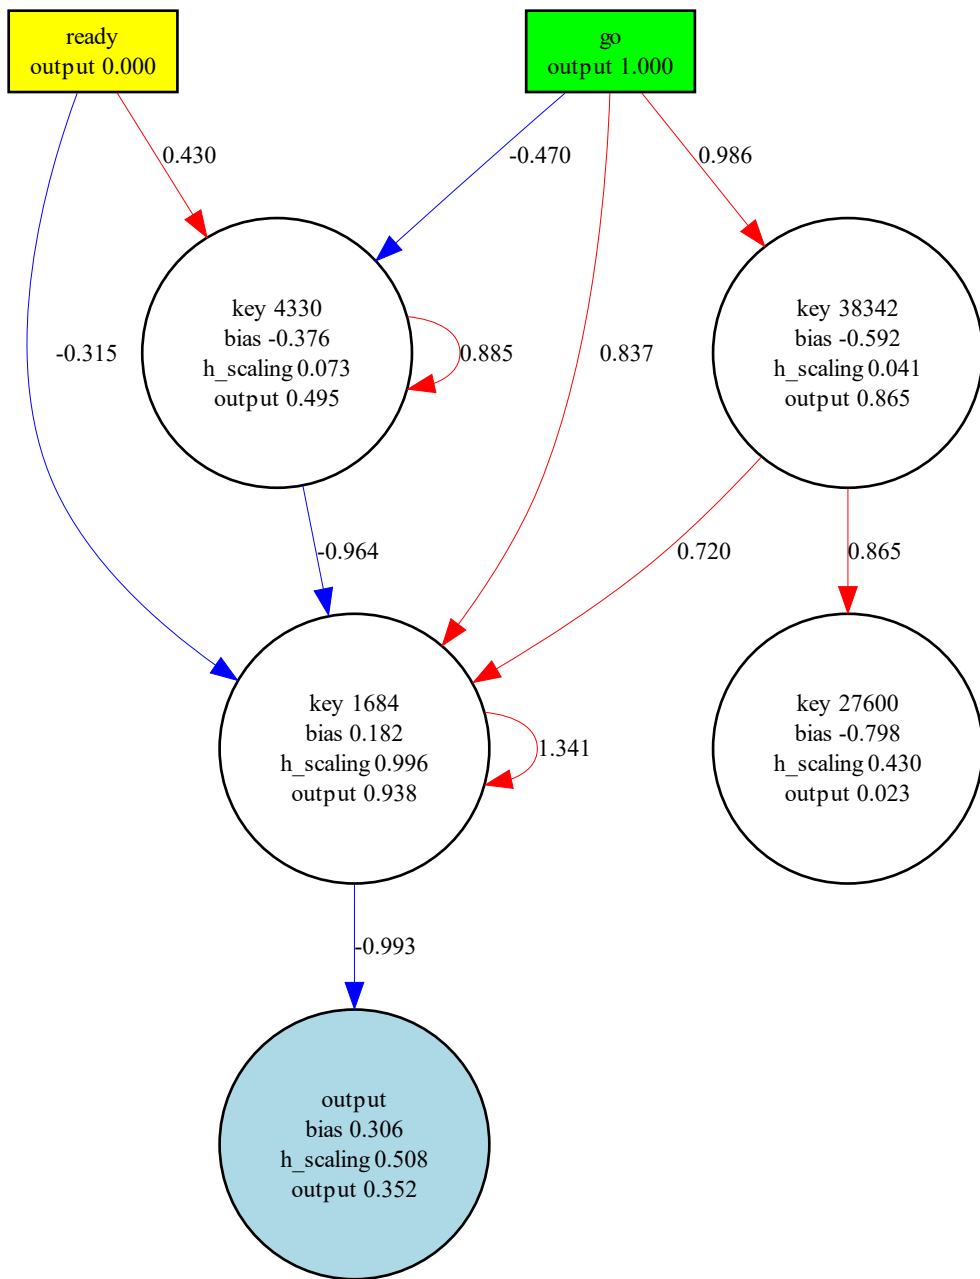 ready
output 0.000
go
output 1.000
0.430
-0.470
0.986
key 4330
bias -0.376
h_scaling 0.073
output 0.495
key 38342
bias -0.592
h_scaling 0.041
output 0.865
-0.315
0.885
0.837
-0.964
0.720
0.865
key 1684
bias 0.182
h_scaling 0.996
output 0.938
1.341
key 27600
bias -0.798
h_scaling 0.430
output 0.023
-0.993
output
bias 0.306
h_scaling 0.508
output 0.352